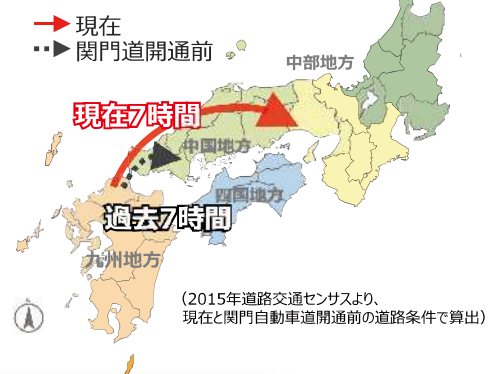 現在
関門道開通前
中部地方
現在7時間
中国地方
四国地方
過去7時間
九州地方
（2015年道路交通センサスより、
現在と関門自動車道開通前の道路条件で算出）